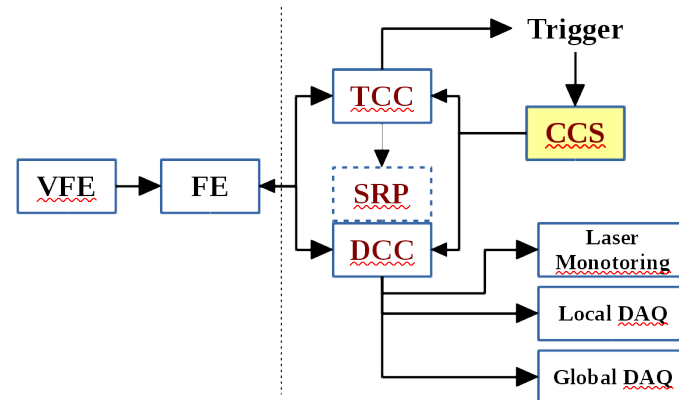 Trigger
TCC
CCS
VFE
FE
SRP
DCC
Laser
Monotoring
Local DAQ
Global DAQ